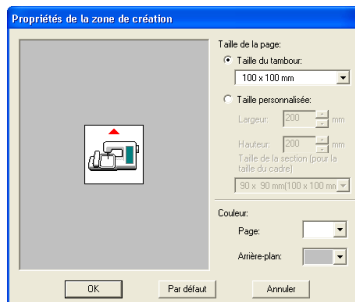 Propriétés de la zone de création
Taille de la page:
Taille du tambour:
100 x 100 mm
Taille personnalisée:
Largeur: 200 mm
Hauteur: 200 mm
Taille de la section (pour la
taille du cadre)
90 x 90 mm(100 x 100 mn
Couleur:
Page:
Arrière-plan:
OK Par défaut Annuler